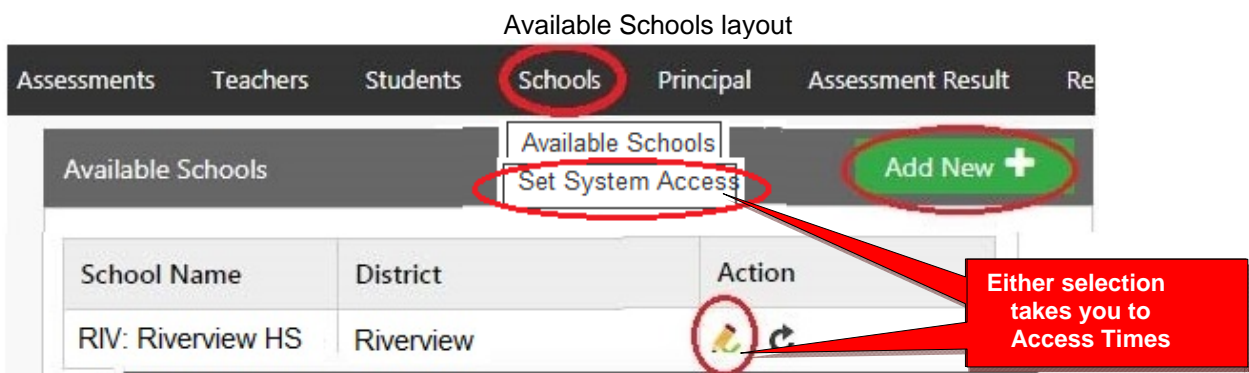 Available Schools layout
Assessments Teachers Students Schools Principal Assessment Result Re
Available Schools
Set System Access
Available Schools
Add New
School Name District Action
RIV: Riverview HS Riverview
Either selection
takes you to
Access Times